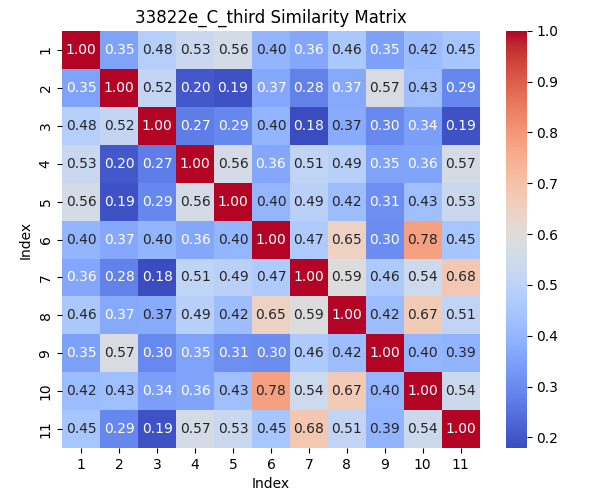 33822e_C_third Similarity Matrix
1 1.00 0.35 0.48 0.53 0.56 0.40 0.36 0.46 0.35 0.42 0.45
2 0.35 1.00 0.52 0.20 0.19 0.37 0.28 0.37 0.57 0.43 0.29
3 0.48 0.52 1.00 0.27 0.29 0.40 0.18 0.37 0.30 0.34 0.19
4 0.53 0.20 0.27 1.00 0.56 0.36 0.51 0.49 0.35 0.36 0.57
5 0.56 0.19 0.29 0.56 1.00 0.40 0.49 0.42 0.31 0.43 0.53
6 0.40 0.37 0.40 0.36 0.40 1.00 0.47 0.65 0.30 0.78 0.45
7 0.36 0.28 0.18 0.51 0.49 0.47 1.00 0.59 0.46 0.54 0.68
8 0.46 0.37 0.37 0.49 0.42 0.65 0.59 1.00 0.42 0.67 0.51
9 0.35 0.57 0.30 0.35 0.31 0.30 0.46 0.42 1.00 0.40 0.39
10 0.42 0.43 0.34 0.36 0.43 0.78 0.54 0.67 0.40 1.00 0.54
11 0.45 0.29 0.19 0.57 0.53 0.45 0.68 0.51 0.39 0.54 1.00
1 2 3 4 5 6 7 8 9 10 11
Index
Index
1.0
0.9
0.8
0.7
0.6
0.5
0.4
0.3
0.2